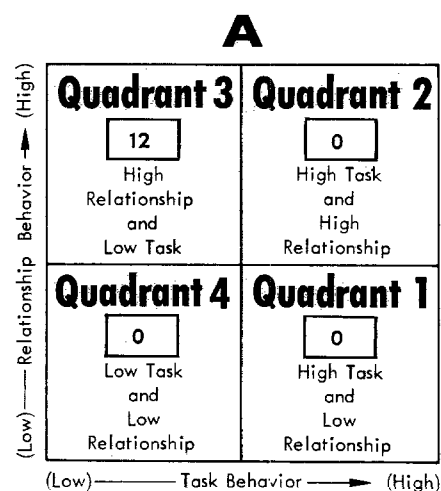 A
Quadrant 3
12
High
Relationship
and
Low Task
Quadrant 2
0
High Task
and
High
Relationship
Quadrant 4
0
Low Task
and
Low
Relationship
Quadrant 1
0
High Task
and
Low
Relationship
(Low) Relationship Behavior (High)
(Low) Task Behavior (High)